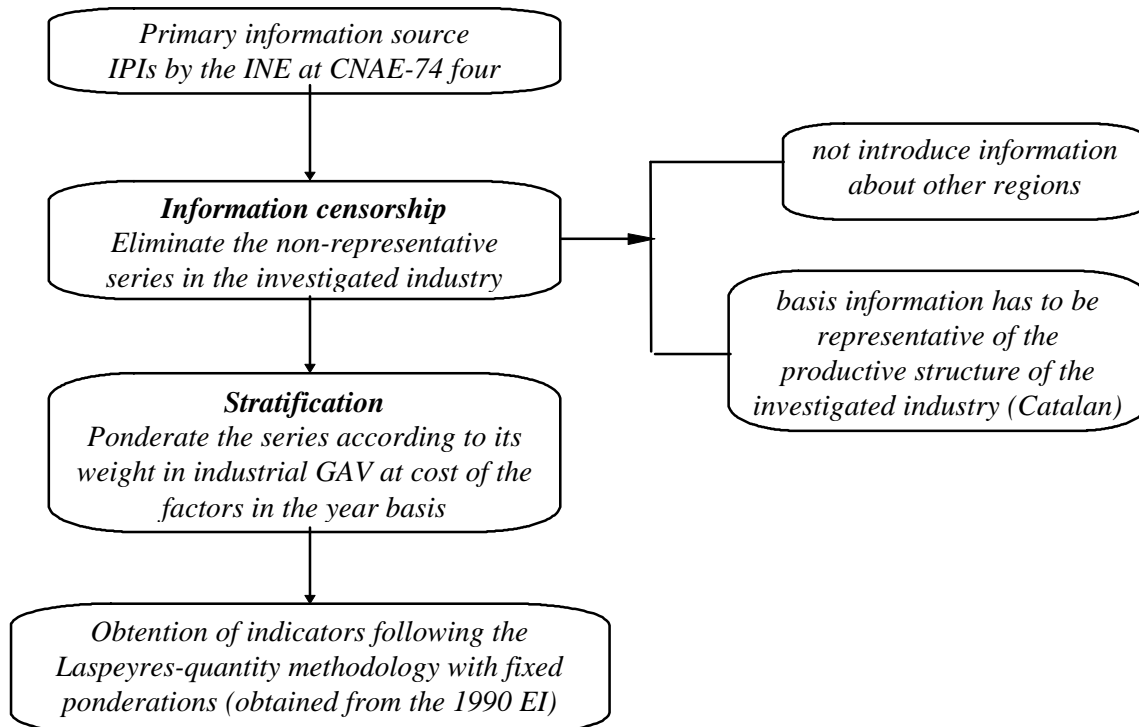 Primary information source
IPIs by the INE at CNAE-74 four
Information censorship
Eliminate the non-representative
series in the investigated industry
not introduce information
about other regions
basis information has to be
representative of the
productive structure of the
investigated industry (Catalan)
Stratification
Ponderate the series according to its
weight in industrial GAV at cost of the
factors in the year basis
Obtention of indicators following the
Laspeyres-quantity methodology with fixed
ponderations (obtained from the 1990 EI)